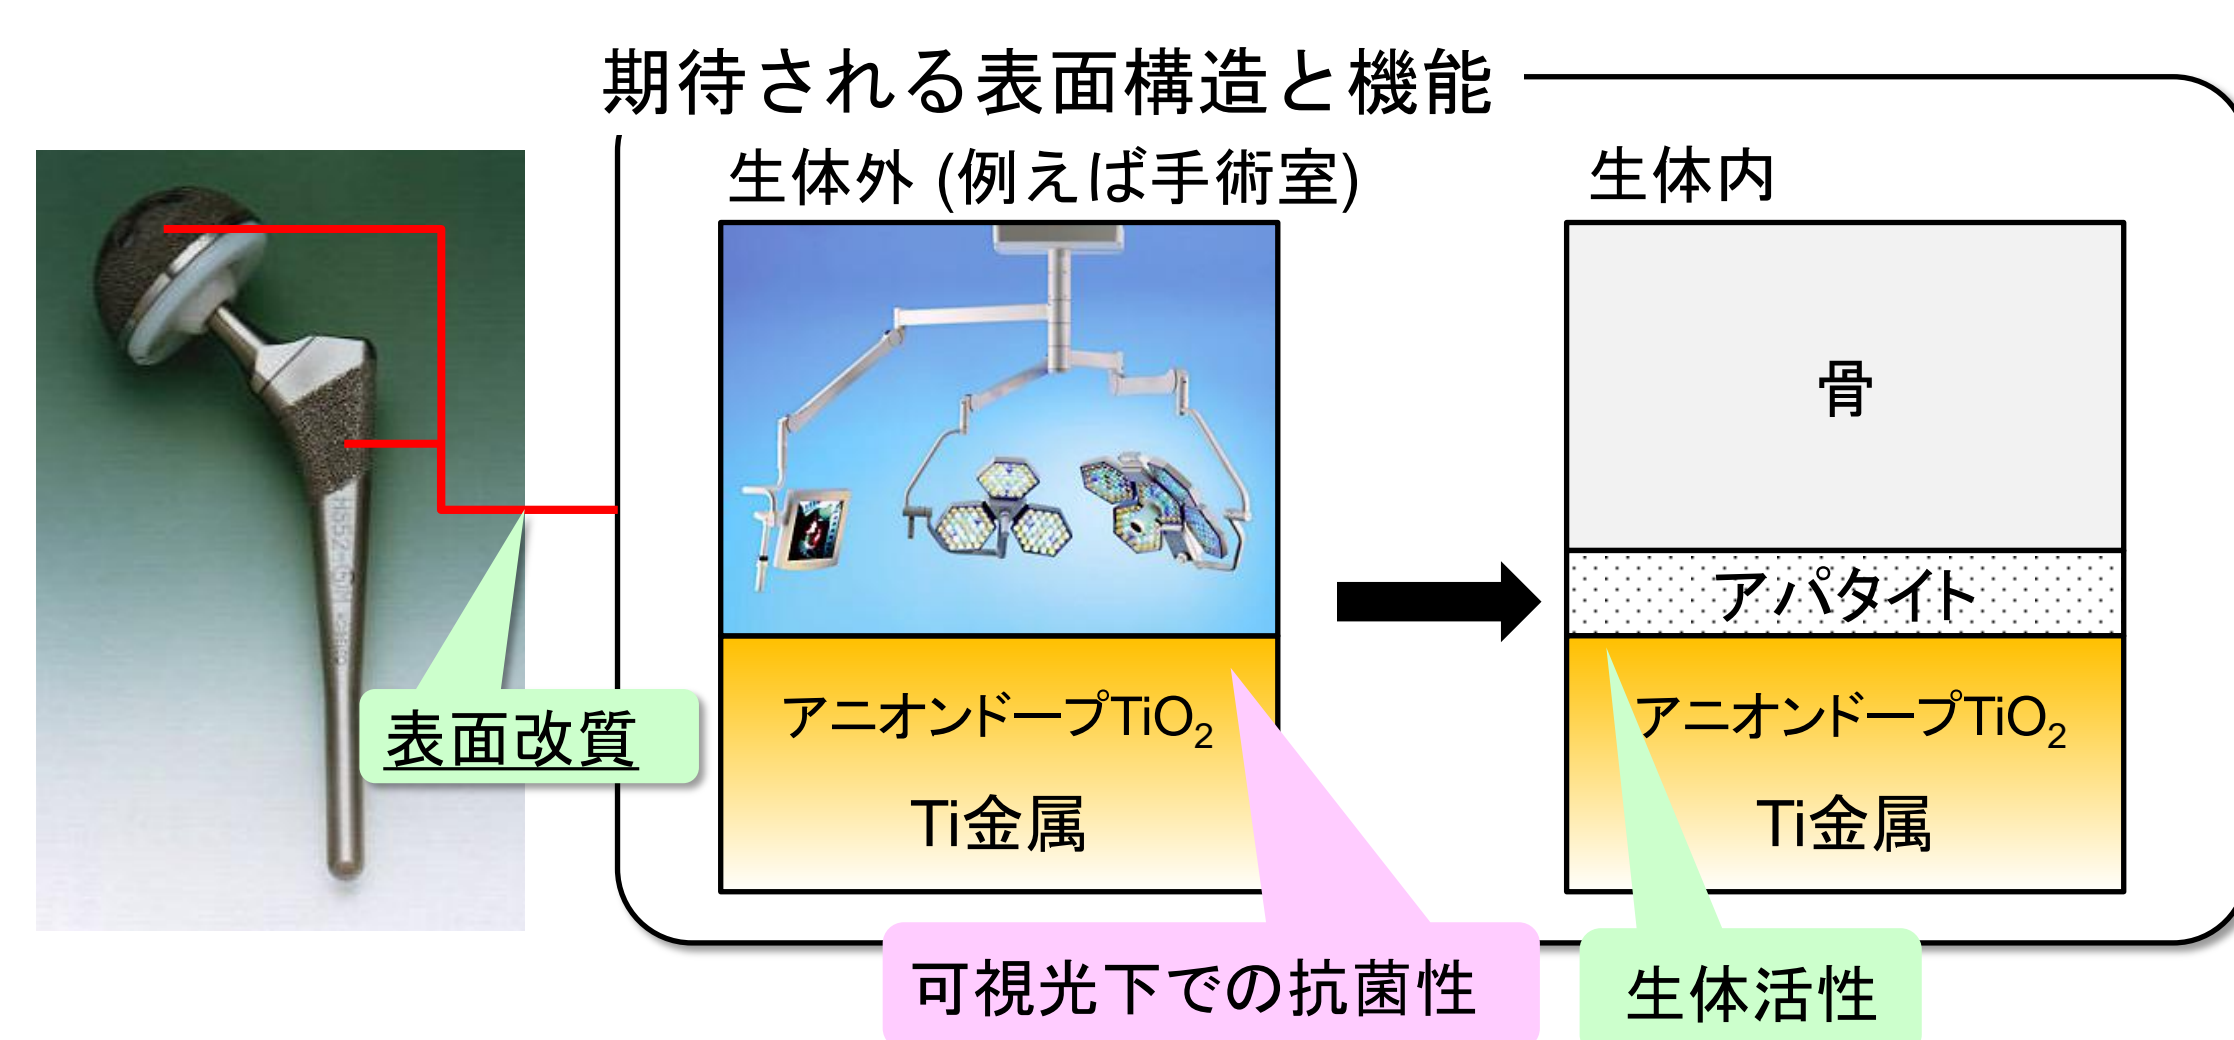 期待される表面構造と機能
生体外 (例えば手術室)
生体内
骨
アパタイト
アニオンドープTiO₂
Ti金属
アニオンドープTiO₂
Ti金属
表面改質
可視光下での抗菌性
生体活性